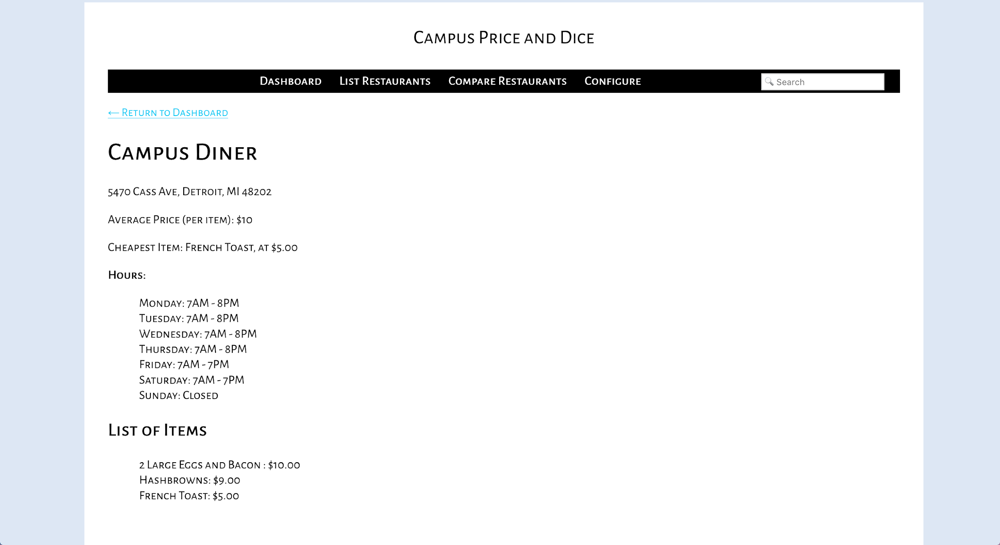 Campus Price and Dice
Dashboard List Restaurants Compare Restaurants Configure Search
← Return to Dashboard
Campus Diner
5470 Cass Ave, Detroit, MI 48202
Average Price (per item): $10
Cheapest Item: French Toast, at $5.00
Hours:
Monday: 7AM - 8PM
Tuesday: 7AM - 8PM
Wednesday: 7AM - 8PM
Thursday: 7AM - 8PM
Friday: 7AM - 7PM
Saturday: 7AM - 7PM
Sunday: Closed
List of Items
2 Large Eggs and Bacon : $10.00
Hashbrowns: $9.00
French Toast: $5.00